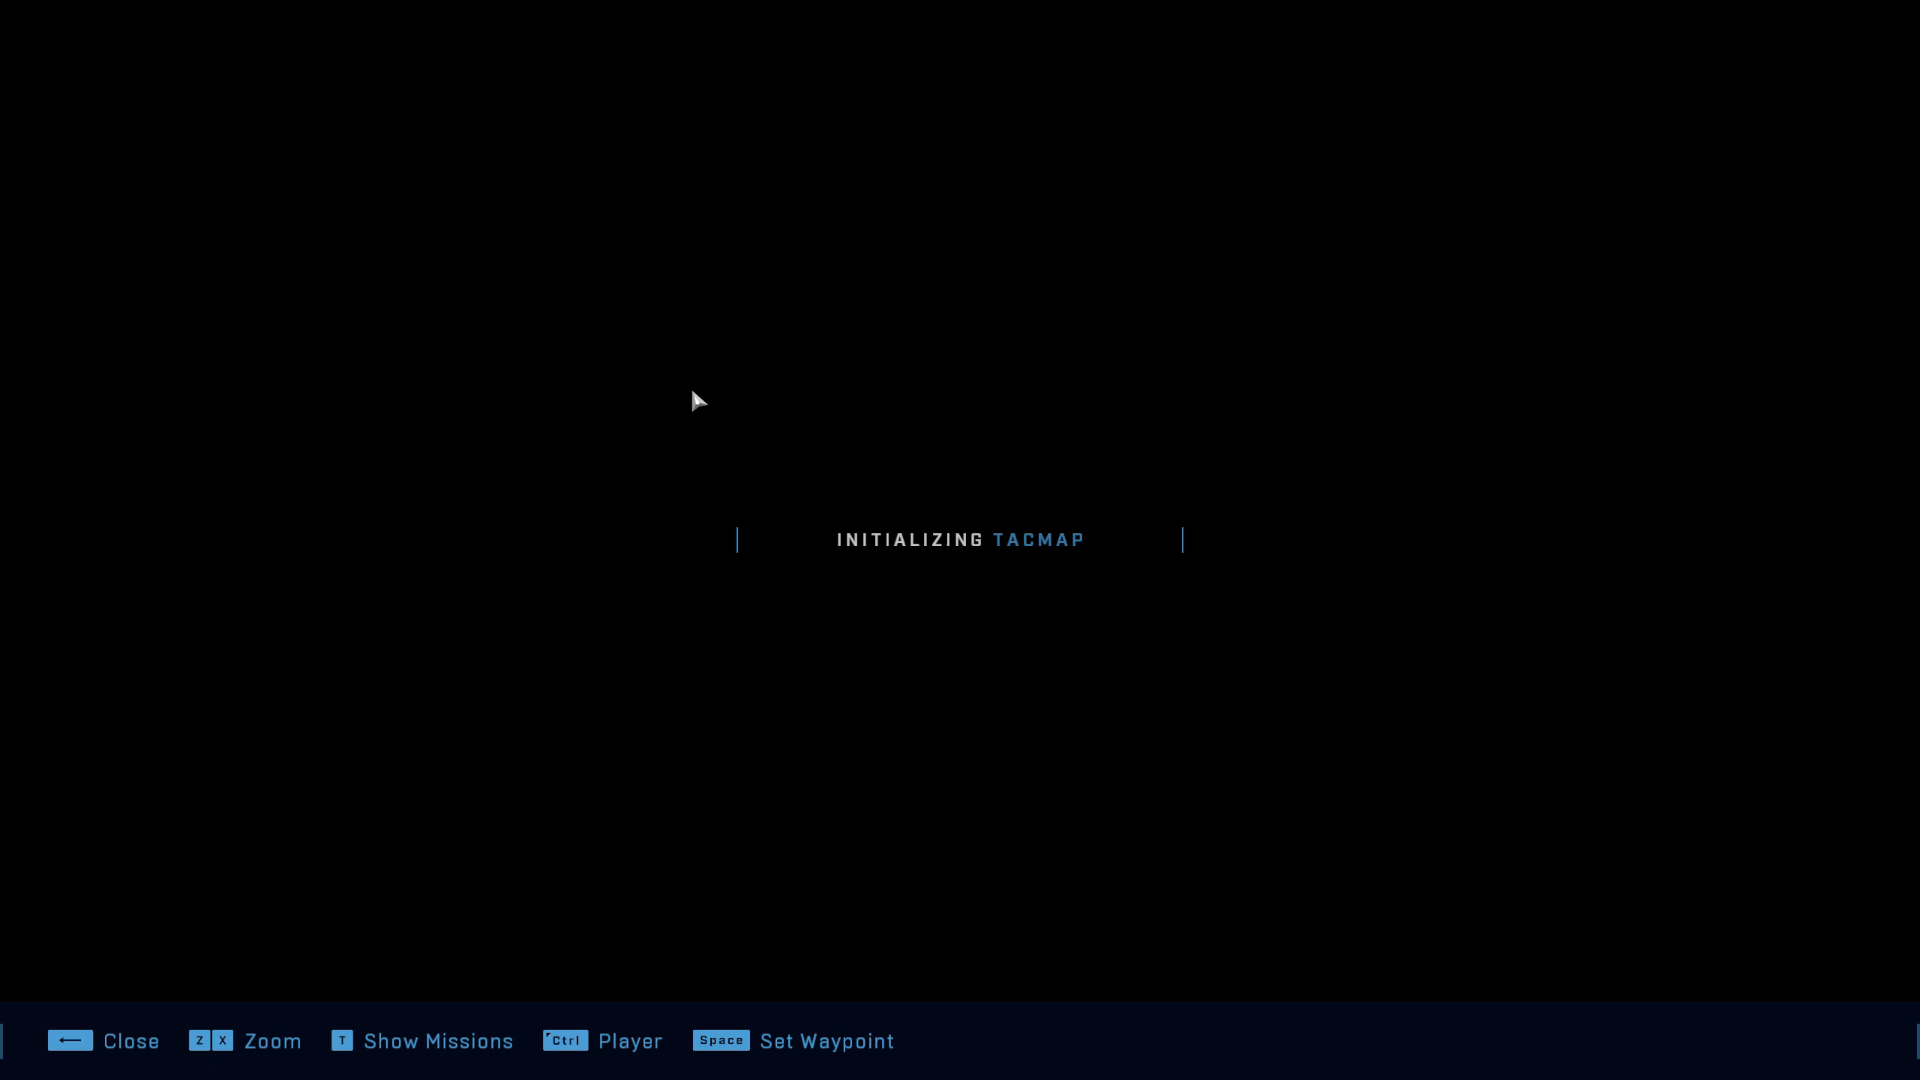 INITIALIZING TACMAP
Close Z X Zoom T Show Missions Ctrl Player Space Set Waypoint